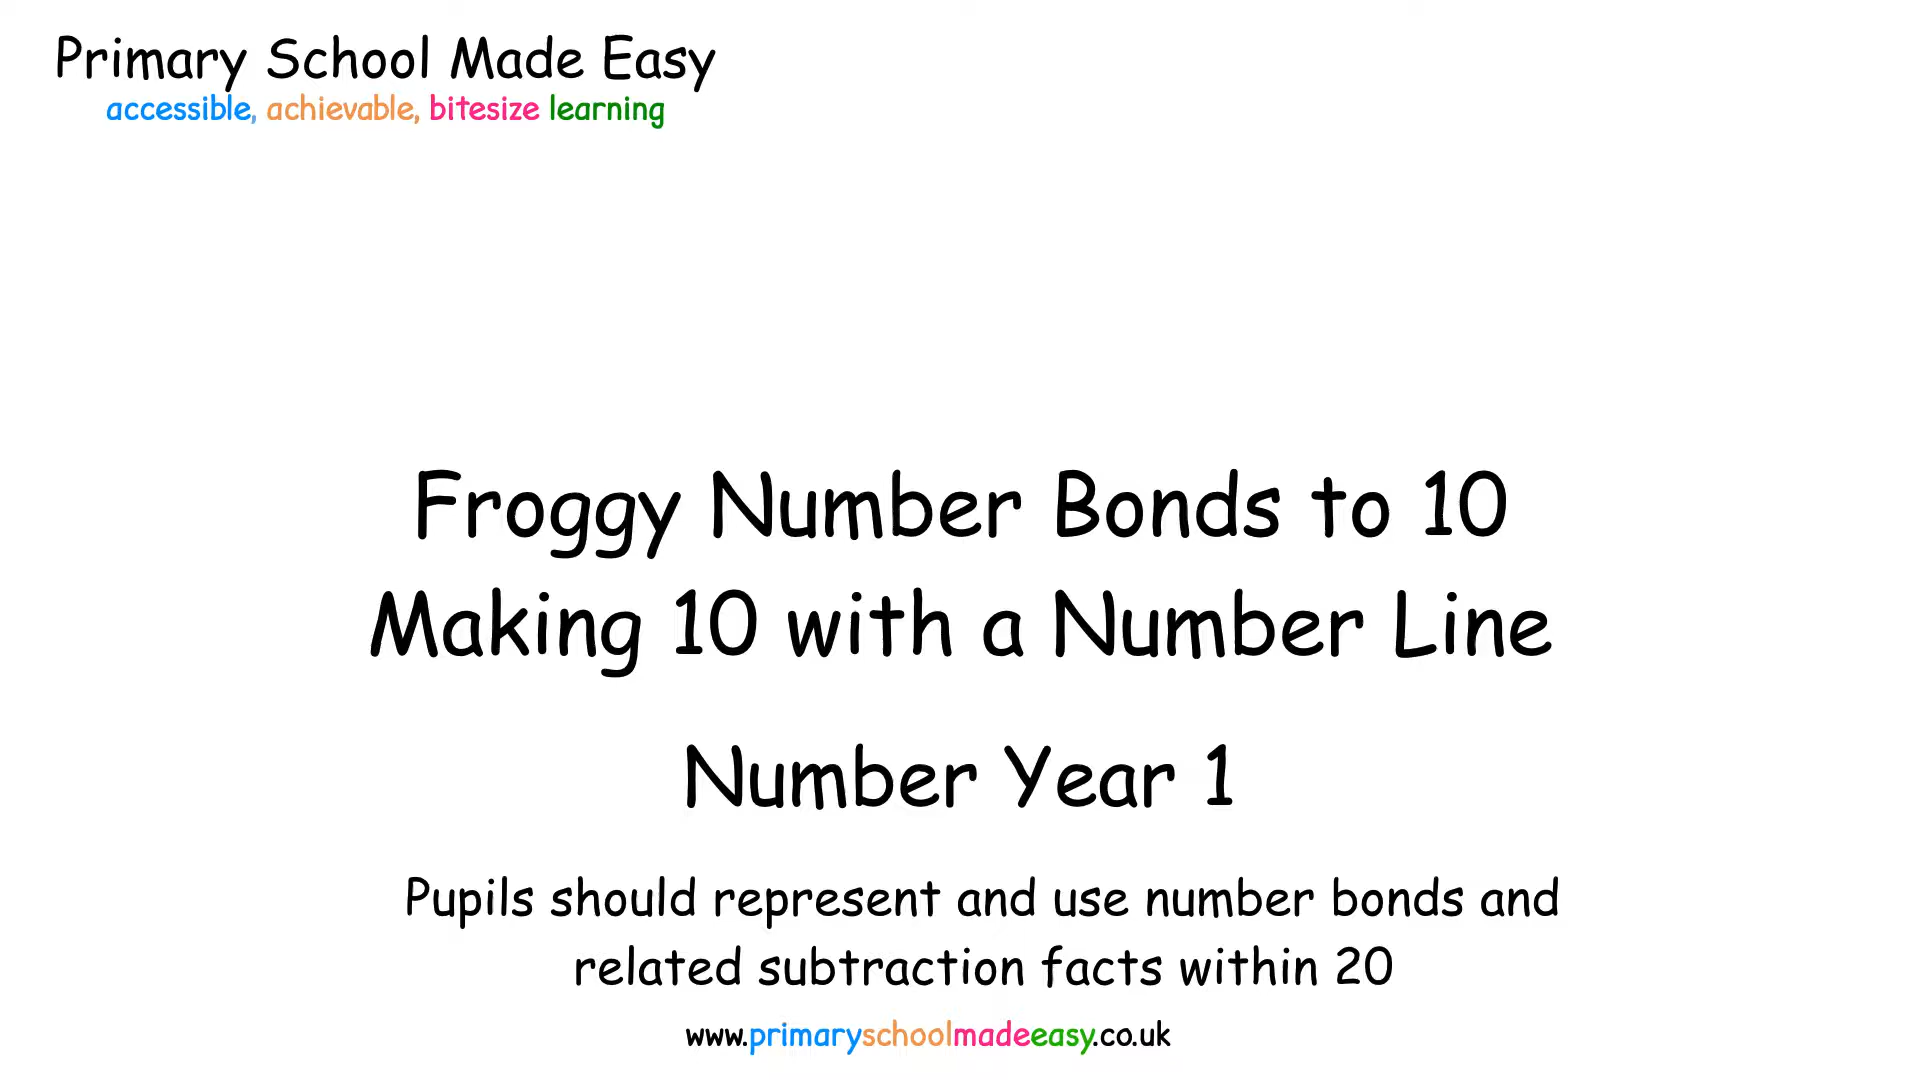 Primary School Made Easy
accessible, achievable, bitesize learning
Froggy Number Bonds to 10
Making 10 with a Number Line
Number Year 1
Pupils should represent and use number bonds and
related subtraction facts within 20
www.primaryschoolmadeeasy.co.uk